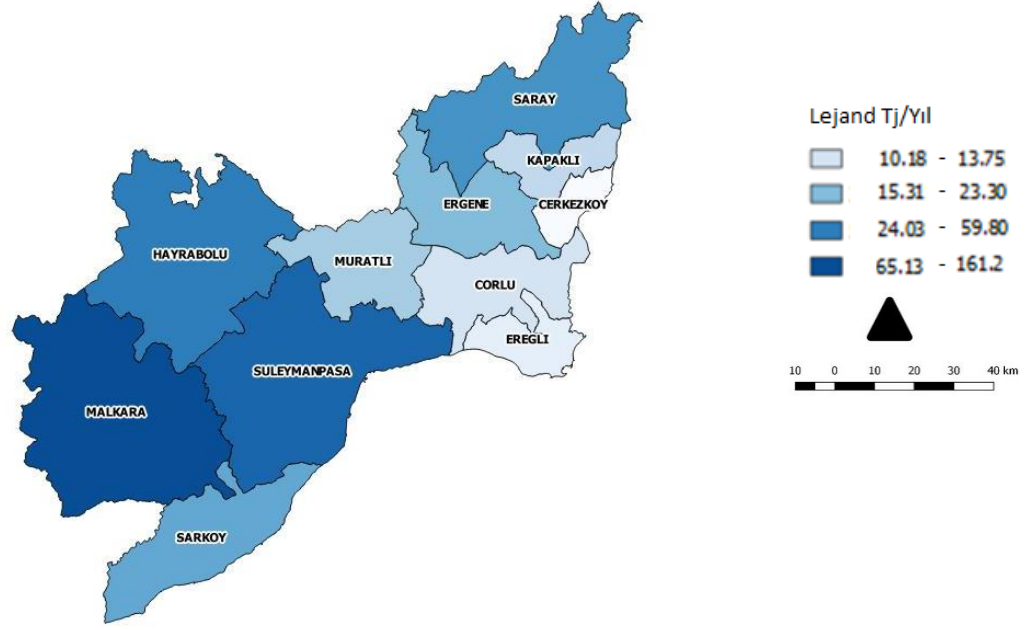 SARAY
KAPAKLI
ERGENE
CERKEZKOY
HAYRABOLU
MURATLI
CORLU
EREGLI
SULEYMANPASA
MALKARA
SARKOY
Lejand Tj/Yıl
10.18 - 13.75
15.31 - 23.30
24.03 - 59.80
65.13 - 161.2
10 0 10 20 30 40 km